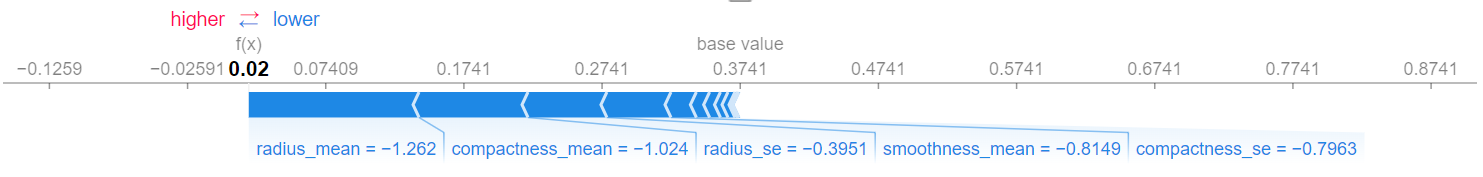 higher ⇄ lower
f(x) base value
−0.1259 −0.02591 0.02 0.07409 0.1741 0.2741 0.3741 0.4741 0.5741 0.6741 0.7741 0.8741
radius_mean = −1.262 compactness_mean = −1.024 radius_se = −0.3951 smoothness_mean = −0.8149 compactness_se = −0.7963